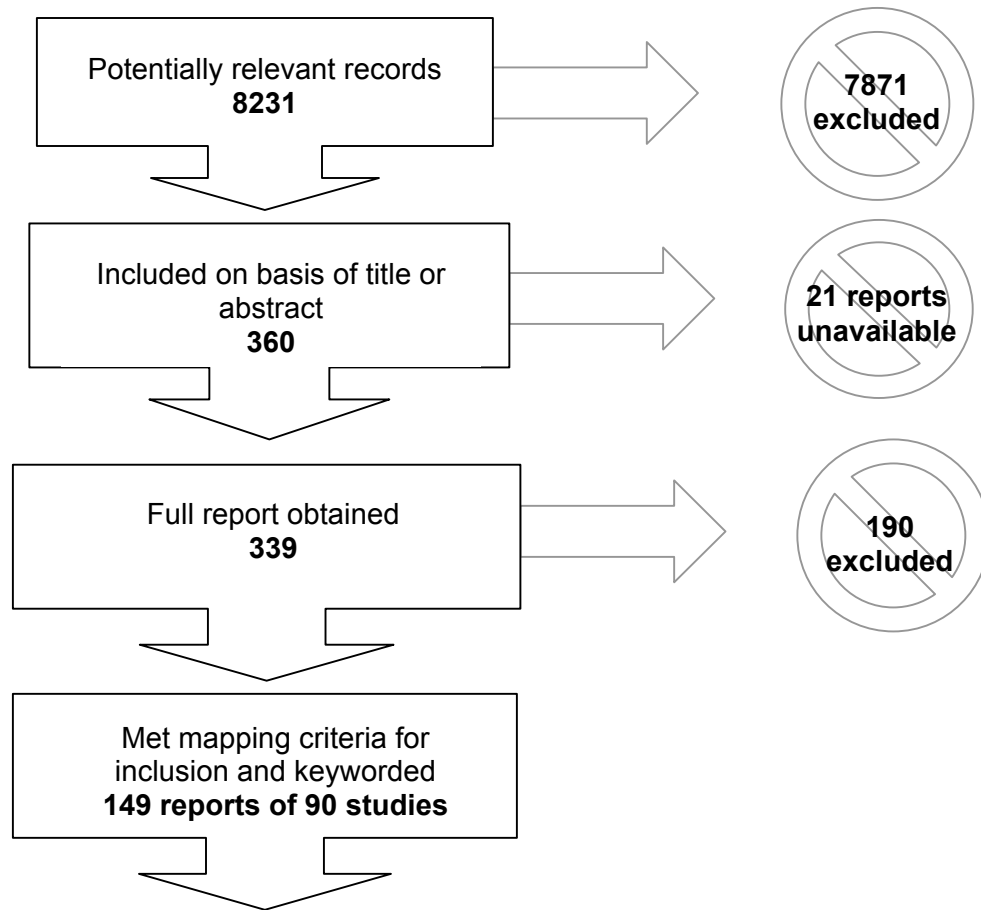 Potentially relevant records
8231
7871
excluded
Included on basis of title or
abstract
360
21 reports
unavailable
Full report obtained
339
190
excluded
Met mapping criteria for
inclusion and keyworded
149 reports of 90 studies